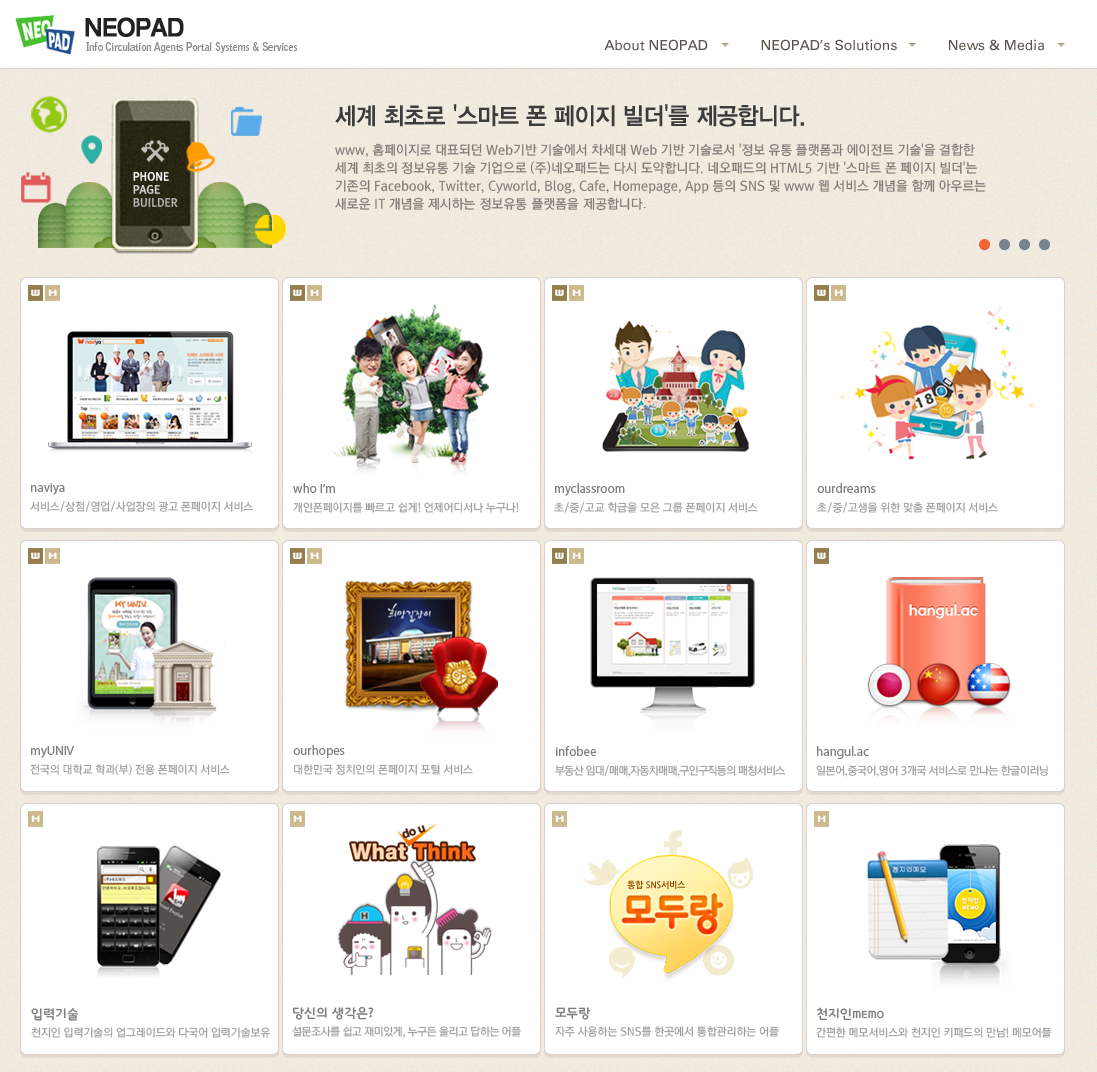 NEOPAD
NEOPAD
Info Circulation Agents Portal Systems & Services
About NEOPAD
NEOPAD's Solutions
News & Media
PHONE
PAGE
BUILDER
세계 최초로 '스마트 폰 페이지 빌더'를 제공합니다.
www, 홈페이지로 대표되던 Web기반 기술에서 차세대 Web 기반 기술로서 '정보 유통 플랫폼과 에이전트 기술'을 결합한
세계 최초의 정보유통 기술 기업으로 (주)네오패드는 다시 도약합니다. 네오패드의 HTML5 기반 '스마트 폰 페이지 빌더'는
기존의 Facebook, Twitter, Cyworld, Blog, Cafe, Homepage, App 등의 SNS 및 www 웹 서비스 개념을 함께 아우르는
새로운 IT 개념을 제시하는 정보유통 플랫폼을 제공합니다.
W M
naviya
naviya
서비스/상점/영업/사업장의 광고 폰페이지 서비스
W M
who I'm
개인폰페이지를 빠르고 쉽게! 언제어디서나 누구나!
W M
myclassroom
초/중/고교 학급을 모은 그룹 폰페이지 서비스
W M
18
10
ourdreams
초/중/고생을 위한 맞춤 폰페이지 서비스
W M
MY UNIV.
myUNIV
전국의 대학교 학과(부) 전용 폰페이지 서비스
W M
희망길잡이
ourhopes
대한민국 정치인의 폰페이지 포털 서비스
W M
infobee
부동산 임대/매매,자동차매매,구인구직등의 매칭서비스
W
hangul.ac
hangul.ac
일본어,중국어,영어 3개국 서비스로 만나는 한글이러닝
M
입력기술
천지인 입력기술의 업그레이드와 다국어 입력기술보유
M
do u
What Think
H
당신의 생각은?
설문조사를 쉽고 재미있게, 누구든 올리고 답하는 어플
M
통합 SNS서비스
모두랑
모두랑
자주 사용하는 SNS를 한곳에서 통합관리하는 어플
M
천지인메모
천지인
MEMO
천지인MEMO
간편한 메모서비스와 천지인 키패드의 만남! 메모어플